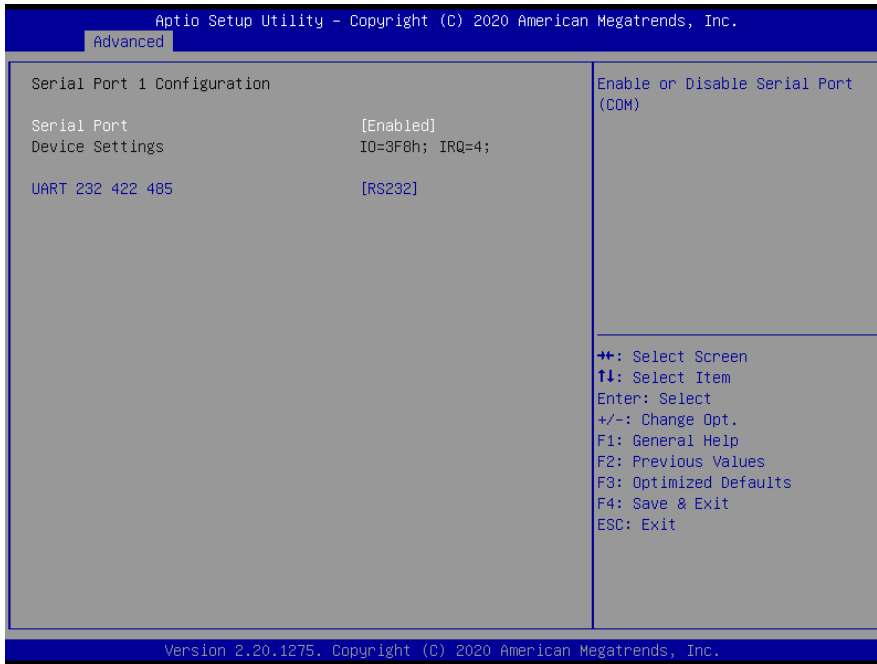 Aptio Setup Utility – Copyright (C) 2020 American Megatrends, Inc.
Advanced
Serial Port 1 Configuration
Serial Port [Enabled]
Device Settings IO=3F8h; IRQ=4;
UART 232 422 485 [RS232]
Enable or Disable Serial Port
(COM)
→←: Select Screen
↑↓: Select Item
Enter: Select
+/-: Change Opt.
F1: General Help
F2: Previous Values
F3: Optimized Defaults
F4: Save & Exit
ESC: Exit
Version 2.20.1275. Copyright (C) 2020 American Megatrends, Inc.